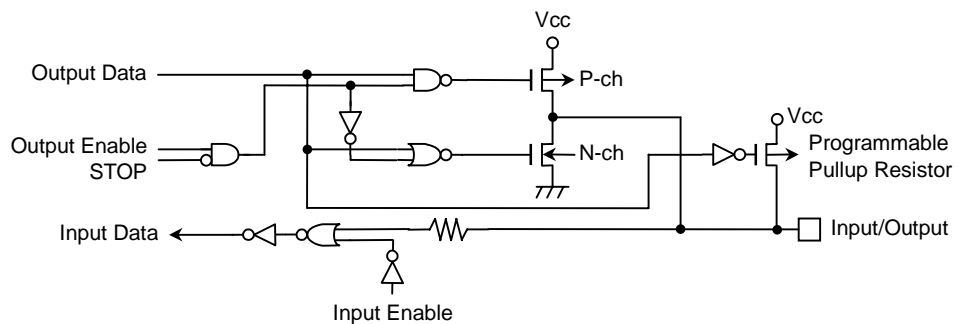 Vcc
Output Data
P-ch
Vcc
Output Enable
STOP
N-ch
Programmable
Pullup Resistor
Input Data
Input/Output
Input Enable